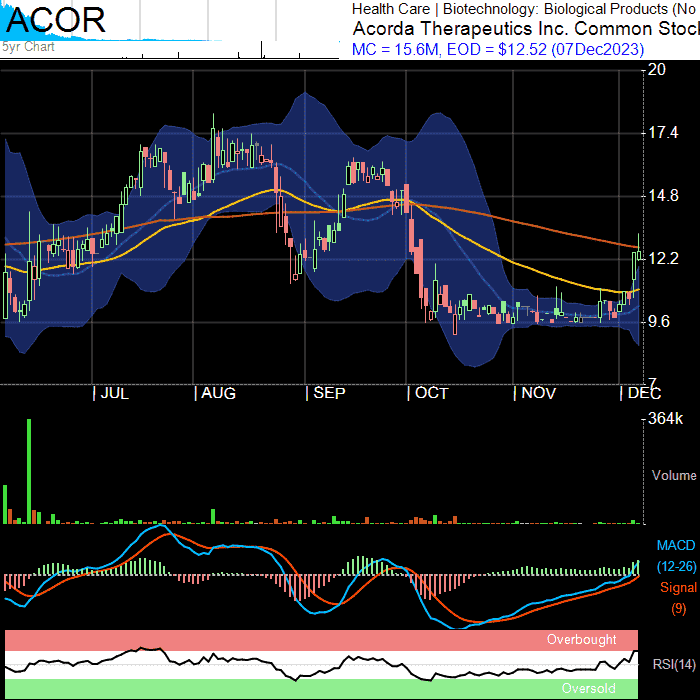 ACOR
Health Care | Biotechnology: Biological Products (No
Acorda Therapeutics Inc. Common Stoc
MC = 15.6M, EOD = $12.52 (07Dec2023)
5yr Chart
20
17.4
14.8
12.2
9.6
7
| JUL | AUG | SEP | OCT | NOV | DEC
364k
Volume
MACD
(12-26)
Signal
(9)
Overbought
RSI(14)
Oversold